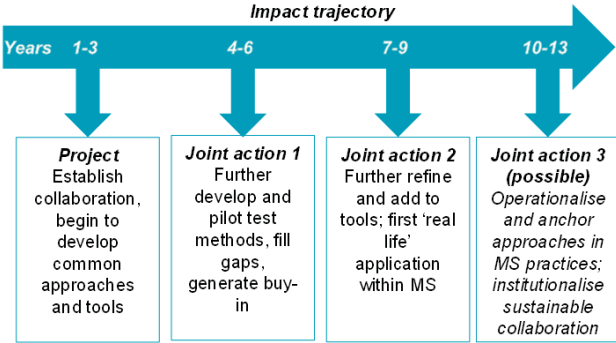 Impact trajectory
Years 1-3 4-6 7-9 10-13
Project
Establish
collaboration,
begin to
develop
common
approaches
and tools
Joint action 1
Further
develop and
pilot test
methods, fill
gaps,
generate buy-
in
Joint action 2
Further refine
and add to
tools; first ‘real
life’
application
within MS
Joint action 3
(possible)
Operationalise
and anchor
approaches in
MS practices;
institutionalise
sustainable
collaboration